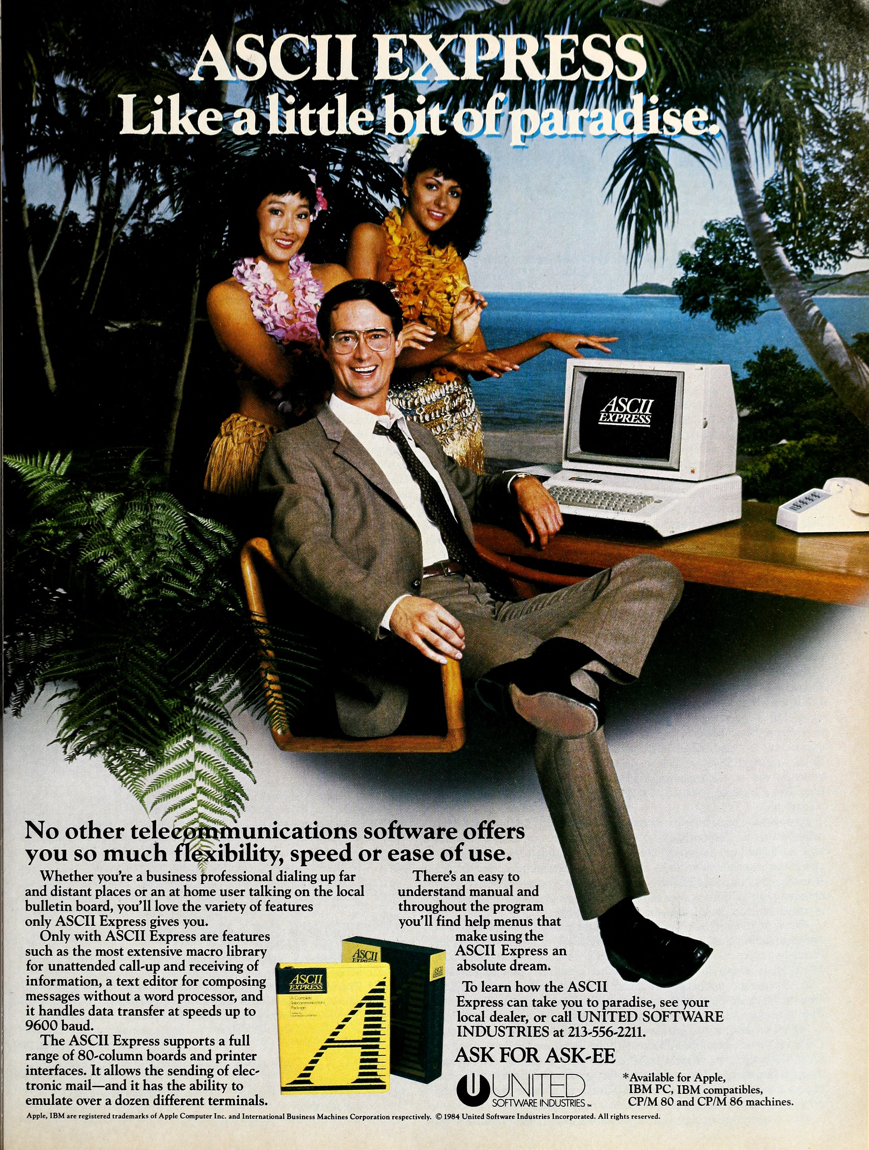 ASCII EXPRESS
Like a little bit of paradise.
ASCII
EXPRESS
No other telecommunications software offers
you so much flexibility, speed or ease of use.
Whether you're a business professional dialing up far
and distant places or an at home user talking on the local
bulletin board, you'll love the variety of features
only ASCII Express gives you.
Only with ASCII Express are features
such as the most extensive macro library
for unattended call-up and receiving of
information, a text editor for composing
messages without a word processor, and
it handles data transfer at speeds up to
9600 baud.
The ASCII Express supports a full
range of 80-column boards and printer
interfaces. It allows the sending of elec-
tronic mail—and it has the ability to
emulate over a dozen different terminals.
There's an easy to
understand manual and
throughout the program
you'll find help menus that
make using the
ASCII Express an
absolute dream.
To learn how the ASCII
Express can take you to paradise, see your
local dealer, or call UNITED SOFTWARE
INDUSTRIES at 213-556-2211.
ASK FOR ASK-EE
ASCII
EXPRESS
A Complete
Telecommunications
Package
A
ASCII
EXPRESS
ASCII
UNITED
SOFTWARE INDUSTRIES™
*Available for Apple,
IBM PC, IBM compatibles,
CP/M 80 and CP/M 86 machines.
Apple, IBM are registered trademarks of Apple Computer Inc. and International Business Machines Corporation respectively. © 1984 United Software Industries Incorporated. All rights reserved.